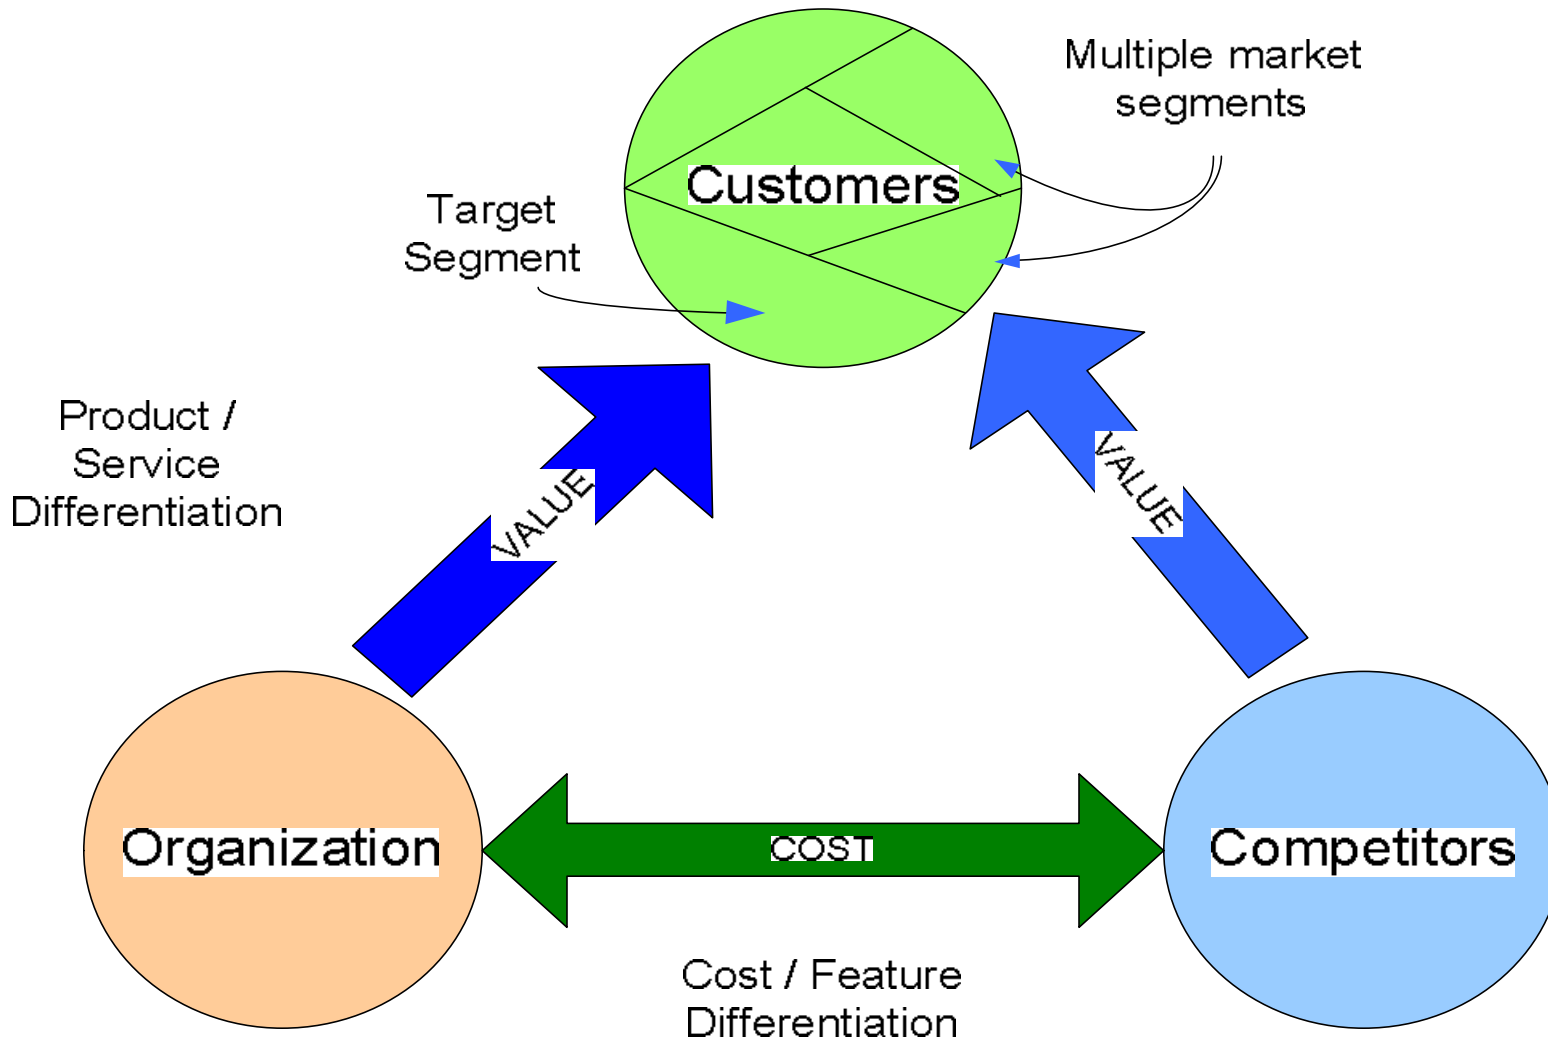 Multiple market
segments
Customers
Target
Segment
Product /
Service
Differentiation
VALUE
VALUE
Organization
COST
Competitors
Cost / Feature
Differentiation